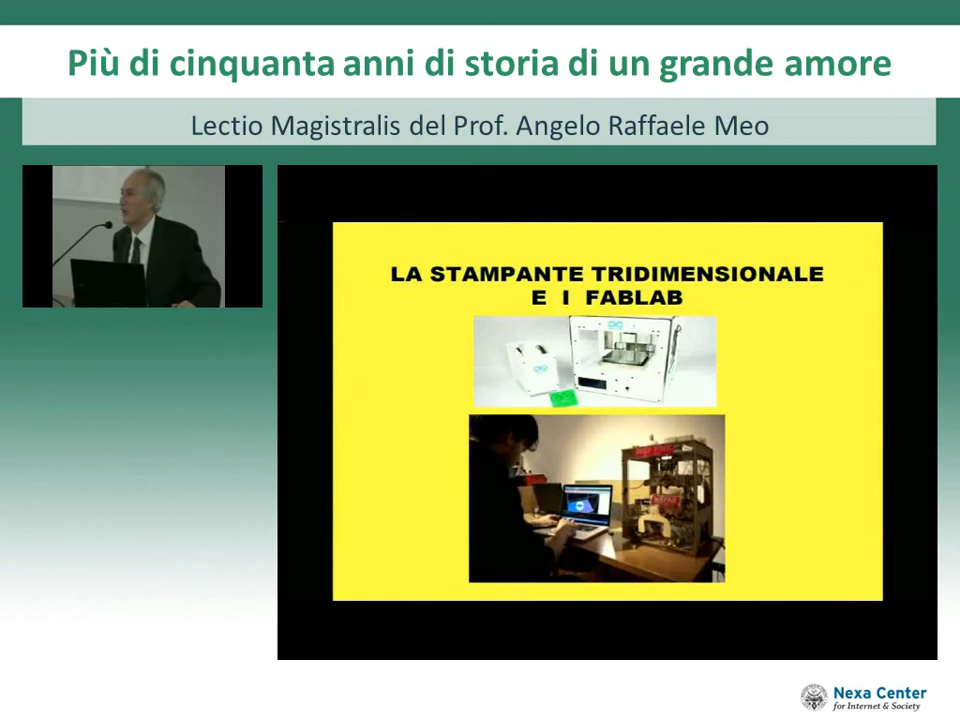 Più di cinquanta anni di storia di un grande amore
Lectio Magistralis del Prof. Angelo Raffaele Meo
LA STAMPANTE TRIDIMENSIONALE
E I FABLAB
Nexa Center
for Internet & Society